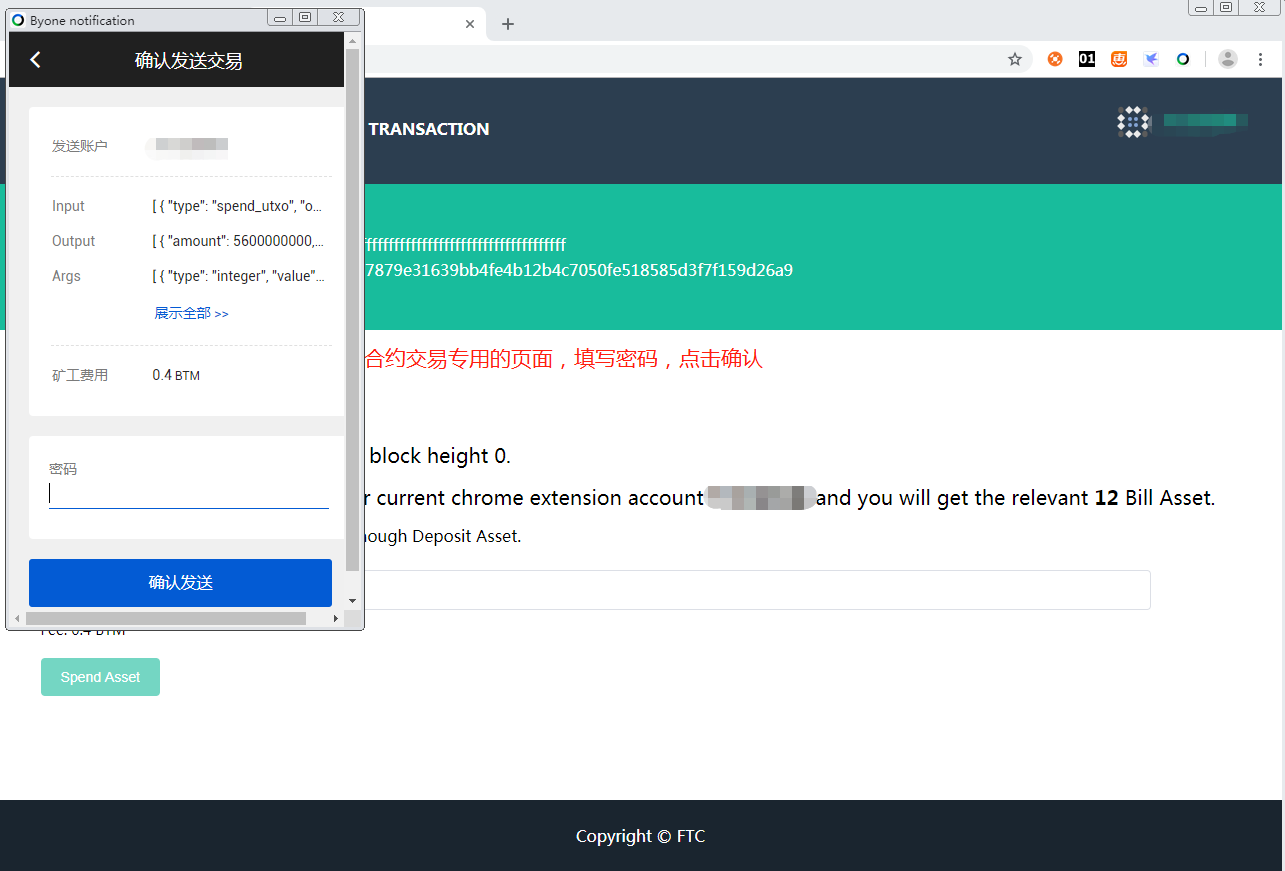 Byone notification
确认发送交易
发送账户
Input
[ { "type": "spend_utxo", "o...
Output
[ { "amount": 5600000000,...
Args
[ { "type": "integer", "value"...
展示全部 >>
矿工费用
0.4 BTM
密码
确认发送
01
惠
TRANSACTION
7879e31639bb4fe4b12b4c7050fe518585d3f7f159d26a9
合约交易专用的页面，填写密码，点击确认
block height 0.
r current chrome extension account and you will get the relevant 12 Bill Asset.
ough Deposit Asset.
Fee: 0.4 BTM
Spend Asset
Copyright © FTC